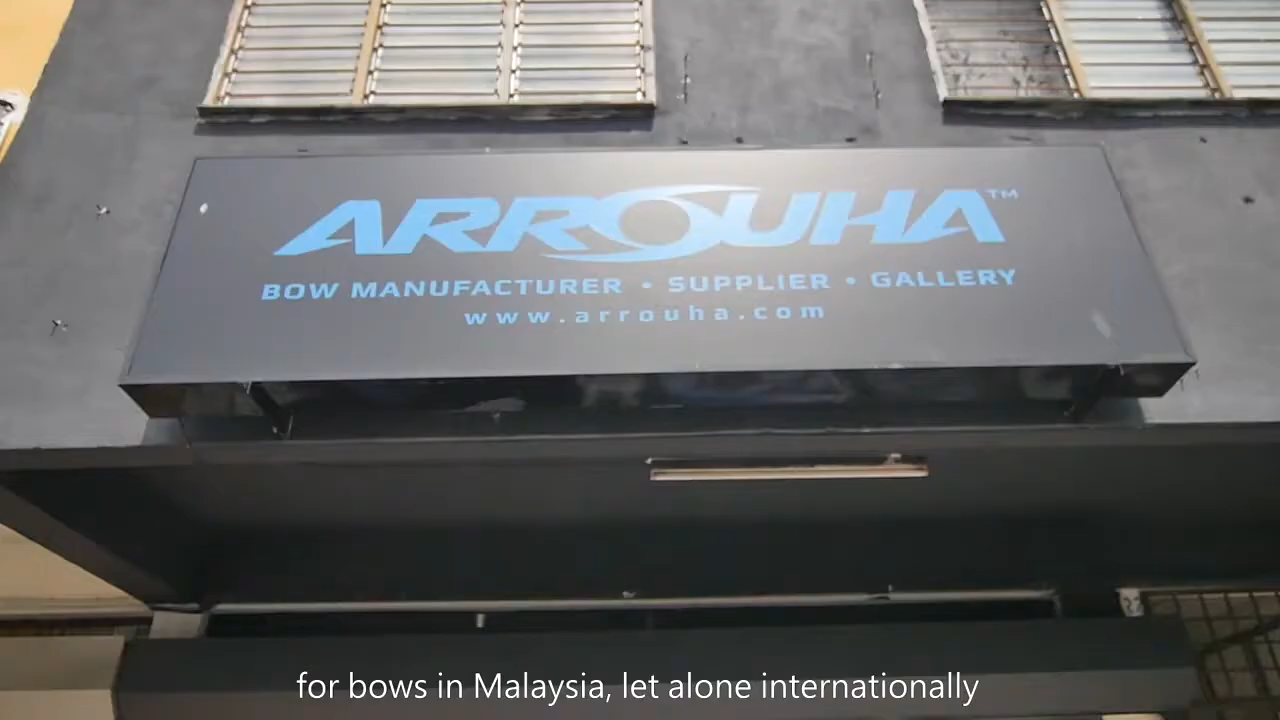 ARROUHA™
BOW MANUFACTURER • SUPPLIER • GALLERY
www.arrouha.com
for bows in Malaysia, let alone internationally